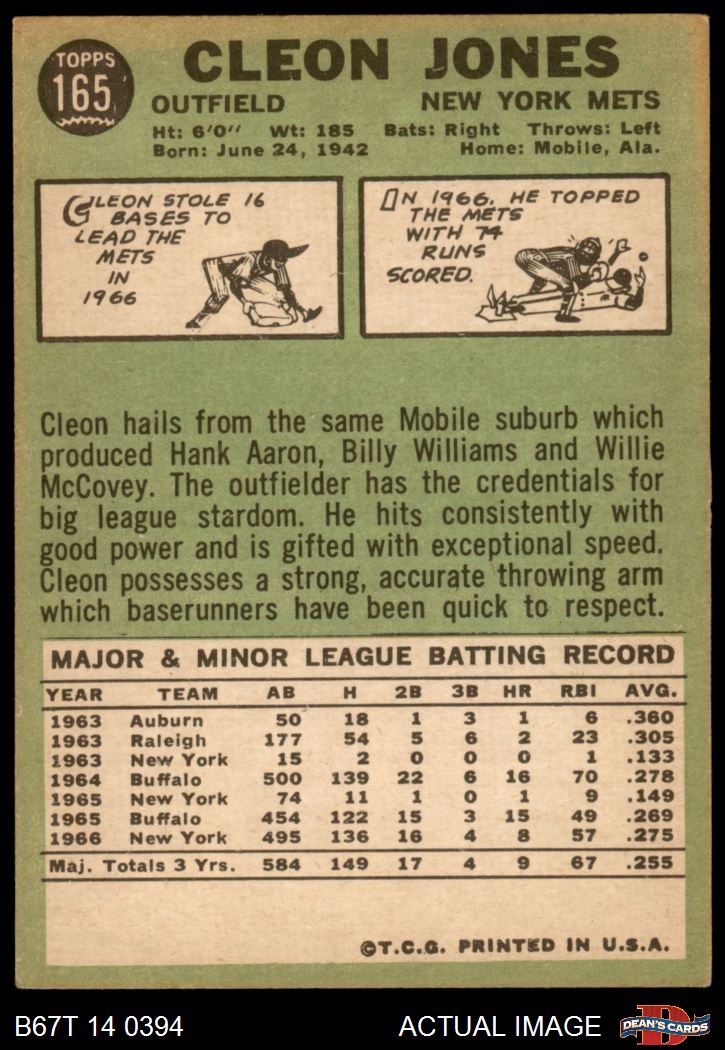 TOPPS
165
CLEON JONES
OUTFIELD NEW YORK METS
Ht: 6'0" Wt: 185 Bats: Right Throws: Left
Born: June 24, 1942 Home: Mobile, Ala.
CLEON STOLE 16
BASES TO
LEAD THE
METS
IN
1966
IN 1966, HE TOPPED
THE METS
WITH 74
RUNS
SCORED.
Cleon hails from the same Mobile suburb which
produced Hank Aaron, Billy Williams and Willie
McCovey. The outfielder has the credentials for
big league stardom. He hits consistently with
good power and is gifted with exceptional speed.
Cleon possesses a strong, accurate throwing arm
which baserunners have been quick to respect.
MAJOR & MINOR LEAGUE BATTING RECORD
YEAR TEAM AB H 2B 3B HR RBI AVG.
1963 Auburn 50 18 1 3 1 6 .360
1963 Raleigh 177 54 5 6 2 23 .305
1963 New York 15 2 0 0 0 1 .133
1964 Buffalo 500 139 22 6 16 70 .278
1965 New York 74 11 1 0 1 9 .149
1965 Buffalo 454 122 15 3 15 49 .269
1966 New York 495 136 16 4 8 57 .275
Maj. Totals 3 Yrs. 584 149 17 4 9 67 .255
©T.C.G. PRINTED IN U.S.A.
B67T 14 0394 ACTUAL IMAGE
D
DEAN'S CARDS